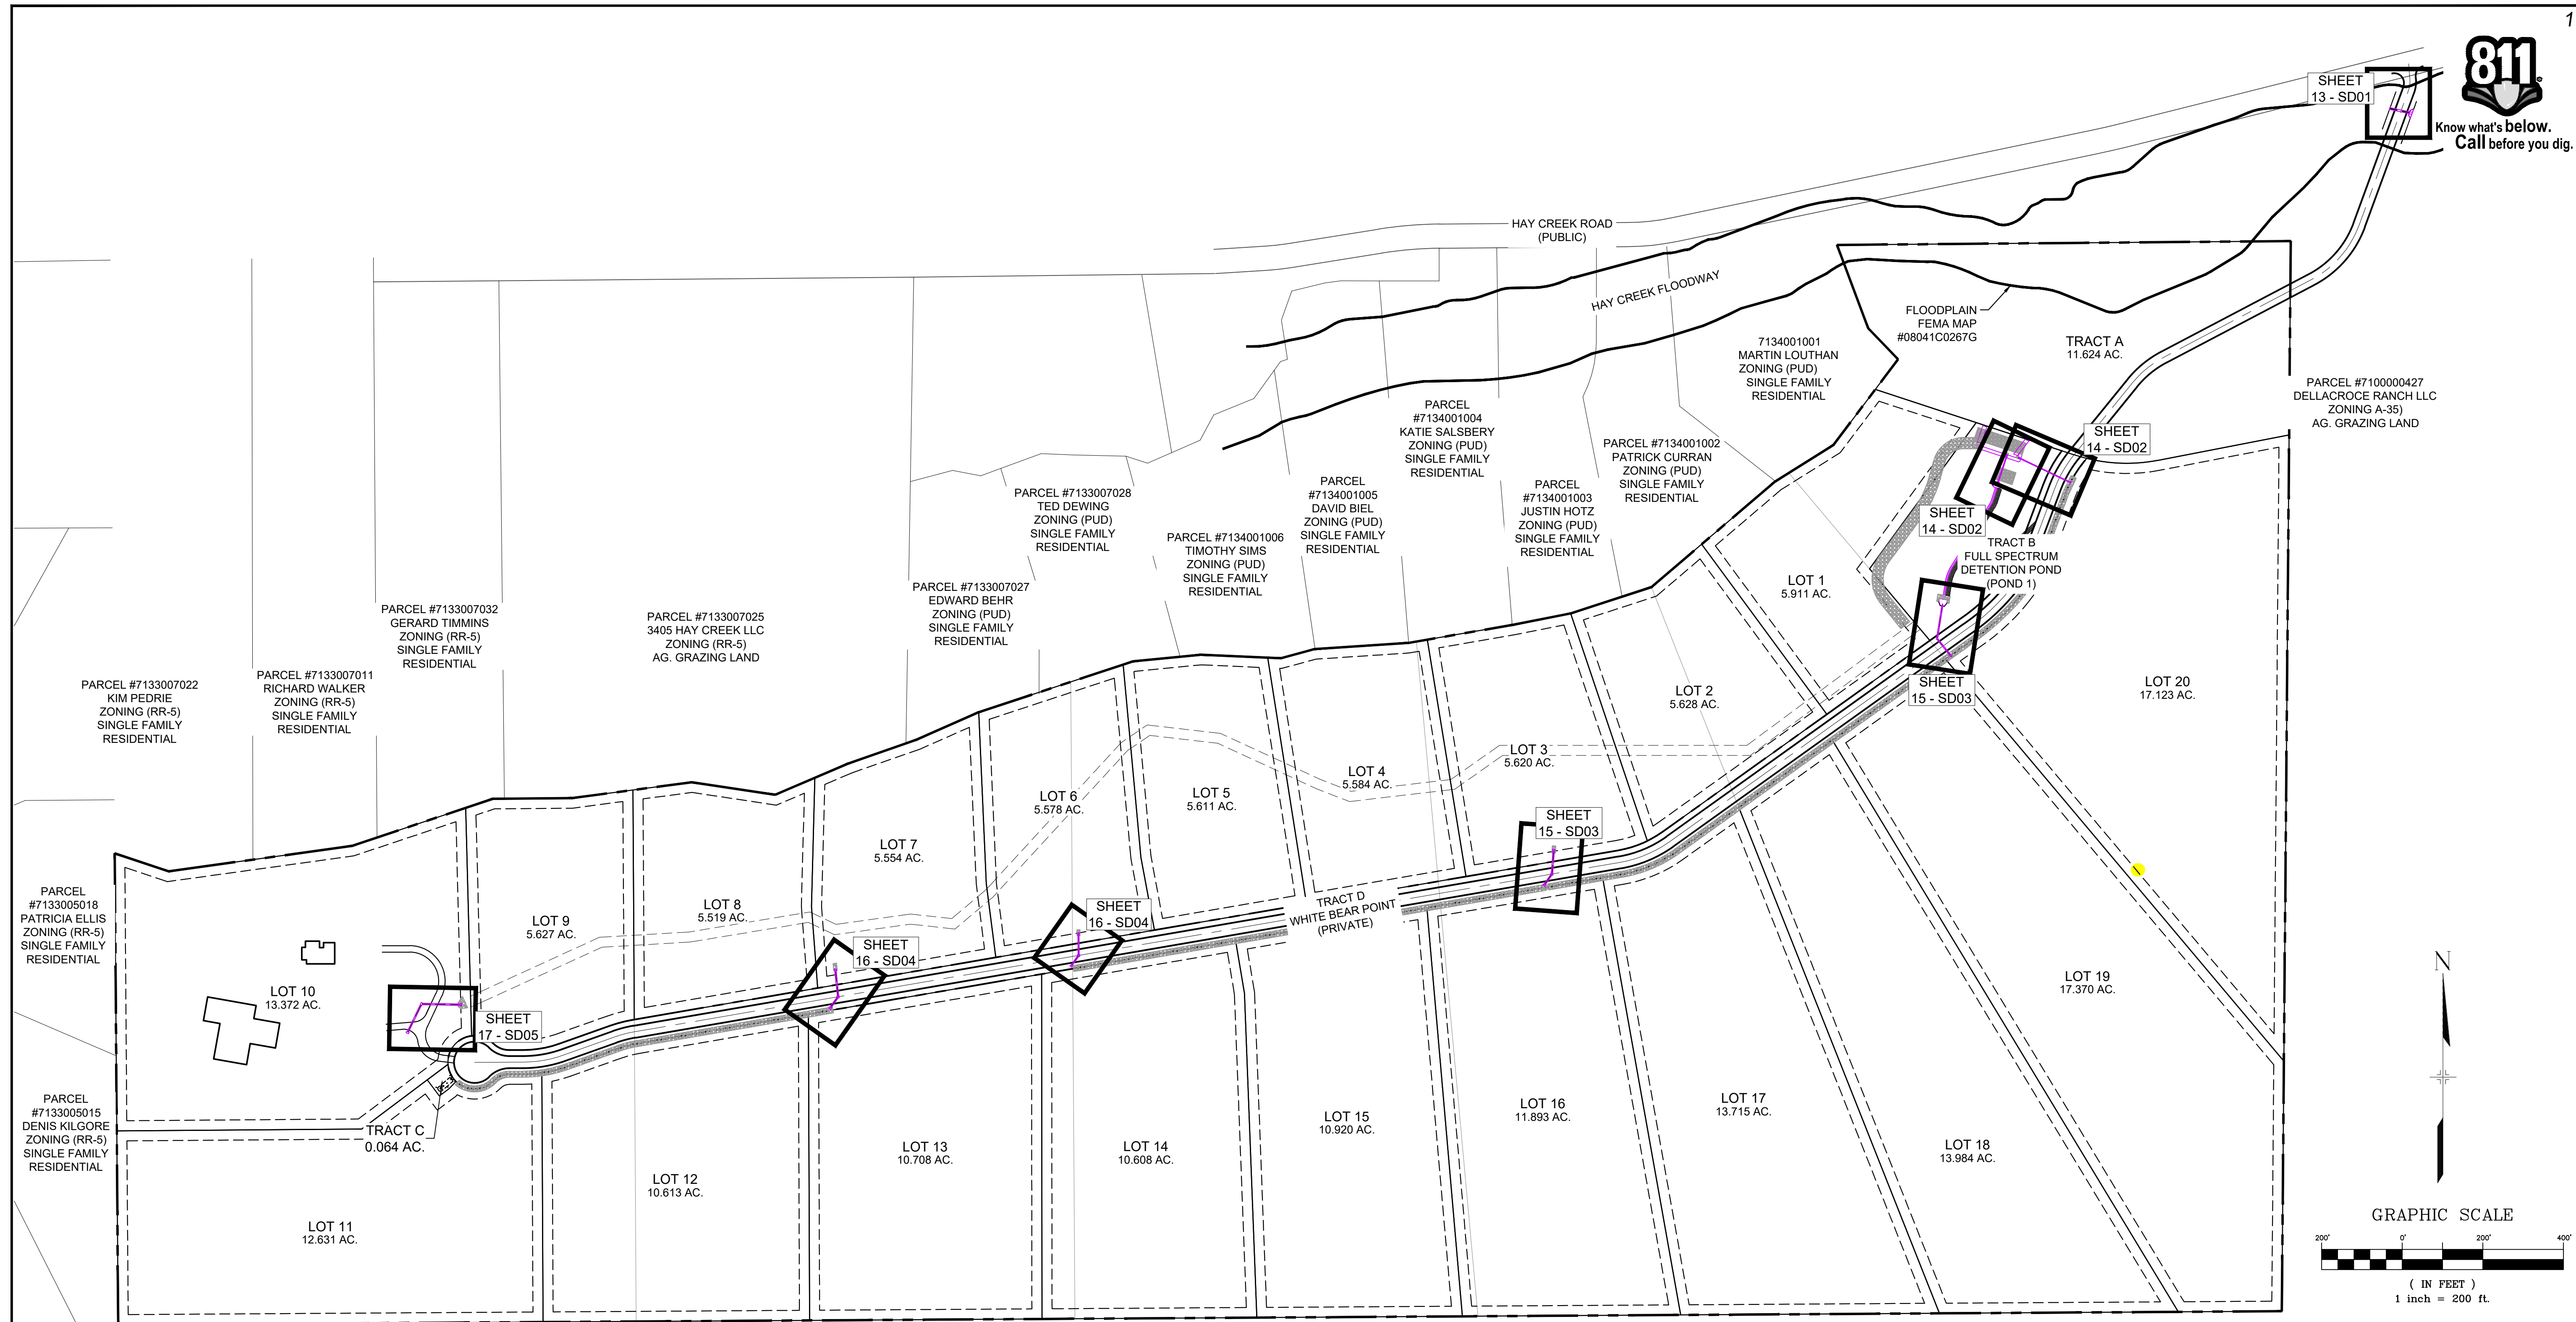 1
811
Know what's below.
Call before you dig.
SHEET
13 - SD01
HAY CREEK ROAD
(PUBLIC)
HAY CREEK FLOODWAY
FLOODPLAIN
FEMA MAP
#08041C0267G
TRACT A
11.624 AC.
7134001001
MARTIN LOUTHAN
ZONING (PUD)
SINGLE FAMILY
RESIDENTIAL
PARCEL #7100000427
DELLACROCE RANCH LLC
ZONING A-35)
AG. GRAZING LAND
PARCEL
#7134001004
KATIE SALSBERY
ZONING (PUD)
SINGLE FAMILY
RESIDENTIAL
PARCEL #7134001002
PATRICK CURRAN
ZONING (PUD)
SINGLE FAMILY
RESIDENTIAL
SHEET
14 - SD02
PARCEL #7133007028
TED DEWING
ZONING (PUD)
SINGLE FAMILY
RESIDENTIAL
PARCEL
#7134001005
DAVID BIEL
ZONING (PUD)
SINGLE FAMILY
RESIDENTIAL
PARCEL
#7134001003
JUSTIN HOTZ
ZONING (PUD)
SINGLE FAMILY
RESIDENTIAL
SHEET
14 - SD02
PARCEL #7134001006
TIMOTHY SIMS
ZONING (PUD)
SINGLE FAMILY
RESIDENTIAL
TRACT B
FULL SPECTRUM
DETENTION POND
(POND 1)
PARCEL #7133007027
EDWARD BEHR
ZONING (PUD)
SINGLE FAMILY
RESIDENTIAL
LOT 1
5.911 AC.
PARCEL #7133007032
GERARD TIMMINS
ZONING (RR-5)
SINGLE FAMILY
RESIDENTIAL
PARCEL #7133007025
3405 HAY CREEK LLC
ZONING (RR-5)
AG. GRAZING LAND
PARCEL #7133007022
KIM PEDRIE
ZONING (RR-5)
SINGLE FAMILY
RESIDENTIAL
PARCEL #7133007011
RICHARD WALKER
ZONING (RR-5)
SINGLE FAMILY
RESIDENTIAL
LOT 2
5.628 AC.
SHEET
15 - SD03
LOT 20
17.123 AC.
LOT 3
5.620 AC.
LOT 4
5.584 AC.
LOT 5
5.611 AC.
LOT 6
5.578 AC.
LOT 7
5.554 AC.
SHEET
15 - SD03
LOT 8
5.519 AC.
LOT 9
5.627 AC.
PARCEL
#7133005018
PATRICIA ELLIS
ZONING (RR-5)
SINGLE FAMILY
RESIDENTIAL
SHEET
16 - SD04
SHEET
16 - SD04
TRACT D
WHITE BEAR POINT
(PRIVATE)
LOT 10
13.372 AC.
SHEET
17 - SD05
LOT 19
17.370 AC.
PARCEL
#7133005015
DENIS KILGORE
ZONING (RR-5)
SINGLE FAMILY
RESIDENTIAL
TRACT C
0.064 AC.
LOT 11
12.631 AC.
LOT 12
10.613 AC.
LOT 13
10.708 AC.
LOT 14
10.608 AC.
LOT 15
10.920 AC.
LOT 16
11.893 AC.
LOT 17
13.715 AC.
LOT 18
13.984 AC.
N
GRAPHIC SCALE
200' 0' 200' 400'
( IN FEET )
1 inch = 200 ft.